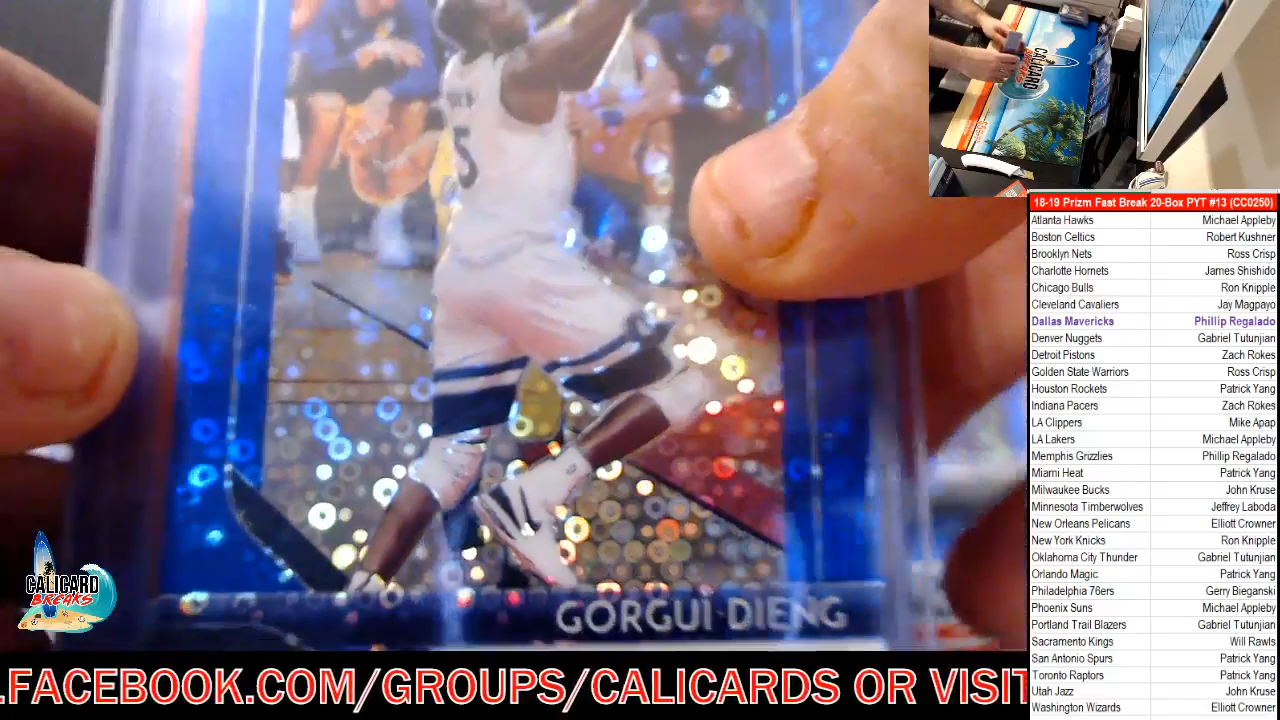 5
GORGUI DIENG
CALICARD
BREAKS
CALICARD
BREAKS
.FACEBOOK.COM/GROUPS/CALICARDS OR VISIT
18-19 Prizm Fast Break 20-Box PYT #13 (CC0250)
Atlanta Hawks Michael Appleby
Boston Celtics Robert Kushner
Brooklyn Nets Ross Crisp
Charlotte Hornets James Shishido
Chicago Bulls Ron Knipple
Cleveland Cavaliers Jay Magpayo
Dallas Mavericks Phillip Regalado
Denver Nuggets Gabriel Tutunjian
Detroit Pistons Zach Rokes
Golden State Warriors Ross Crisp
Houston Rockets Patrick Yang
Indiana Pacers Zach Rokes
LA Clippers Mike Apap
LA Lakers Michael Appleby
Memphis Grizzlies Phillip Regalado
Miami Heat Patrick Yang
Milwaukee Bucks John Kruse
Minnesota Timberwolves Jeffrey Laboda
New Orleans Pelicans Elliott Crowner
New York Knicks Ron Knipple
Oklahoma City Thunder Gabriel Tutunjian
Orlando Magic Patrick Yang
Philadelphia 76ers Gerry Bieganski
Phoenix Suns Michael Appleby
Portland Trail Blazers Gabriel Tutunjian
Sacramento Kings Will Rawls
San Antonio Spurs Patrick Yang
Toronto Raptors Patrick Yang
Utah Jazz John Kruse
Washington Wizards Elliott Crowner